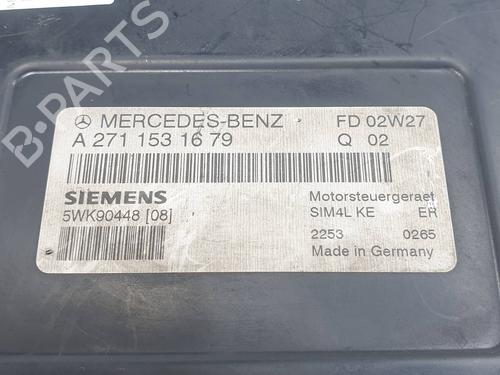 B-PARTS
MERCEDES-BENZ FD 02W27
A 271 153 16 79 Q 02
SIEMENS Motorsteuergeraet
5WK90448 [08] SIM4L KE ER
2253 0265
Made in Germany